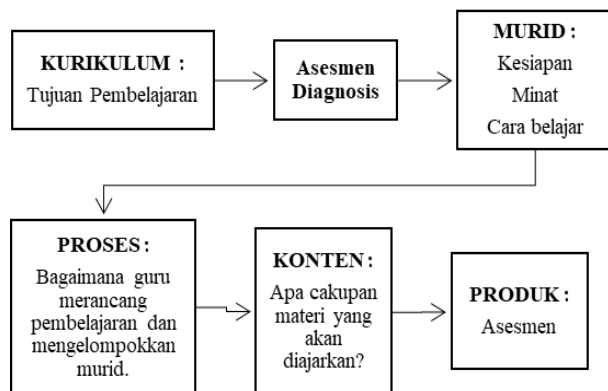 KURIKULUM :
Tujuan Pembelajaran
Asesmen
Diagnosis
MURID :
Kesiapan
Minat
Cara belajar
PROSES :
Bagaimana guru
merancang
pembelajaran dan
mengelompokkan
murid.
KONTEN :
Apa cakupan
materi yang
akan
diajarkan?
PRODUK :
Asesmen